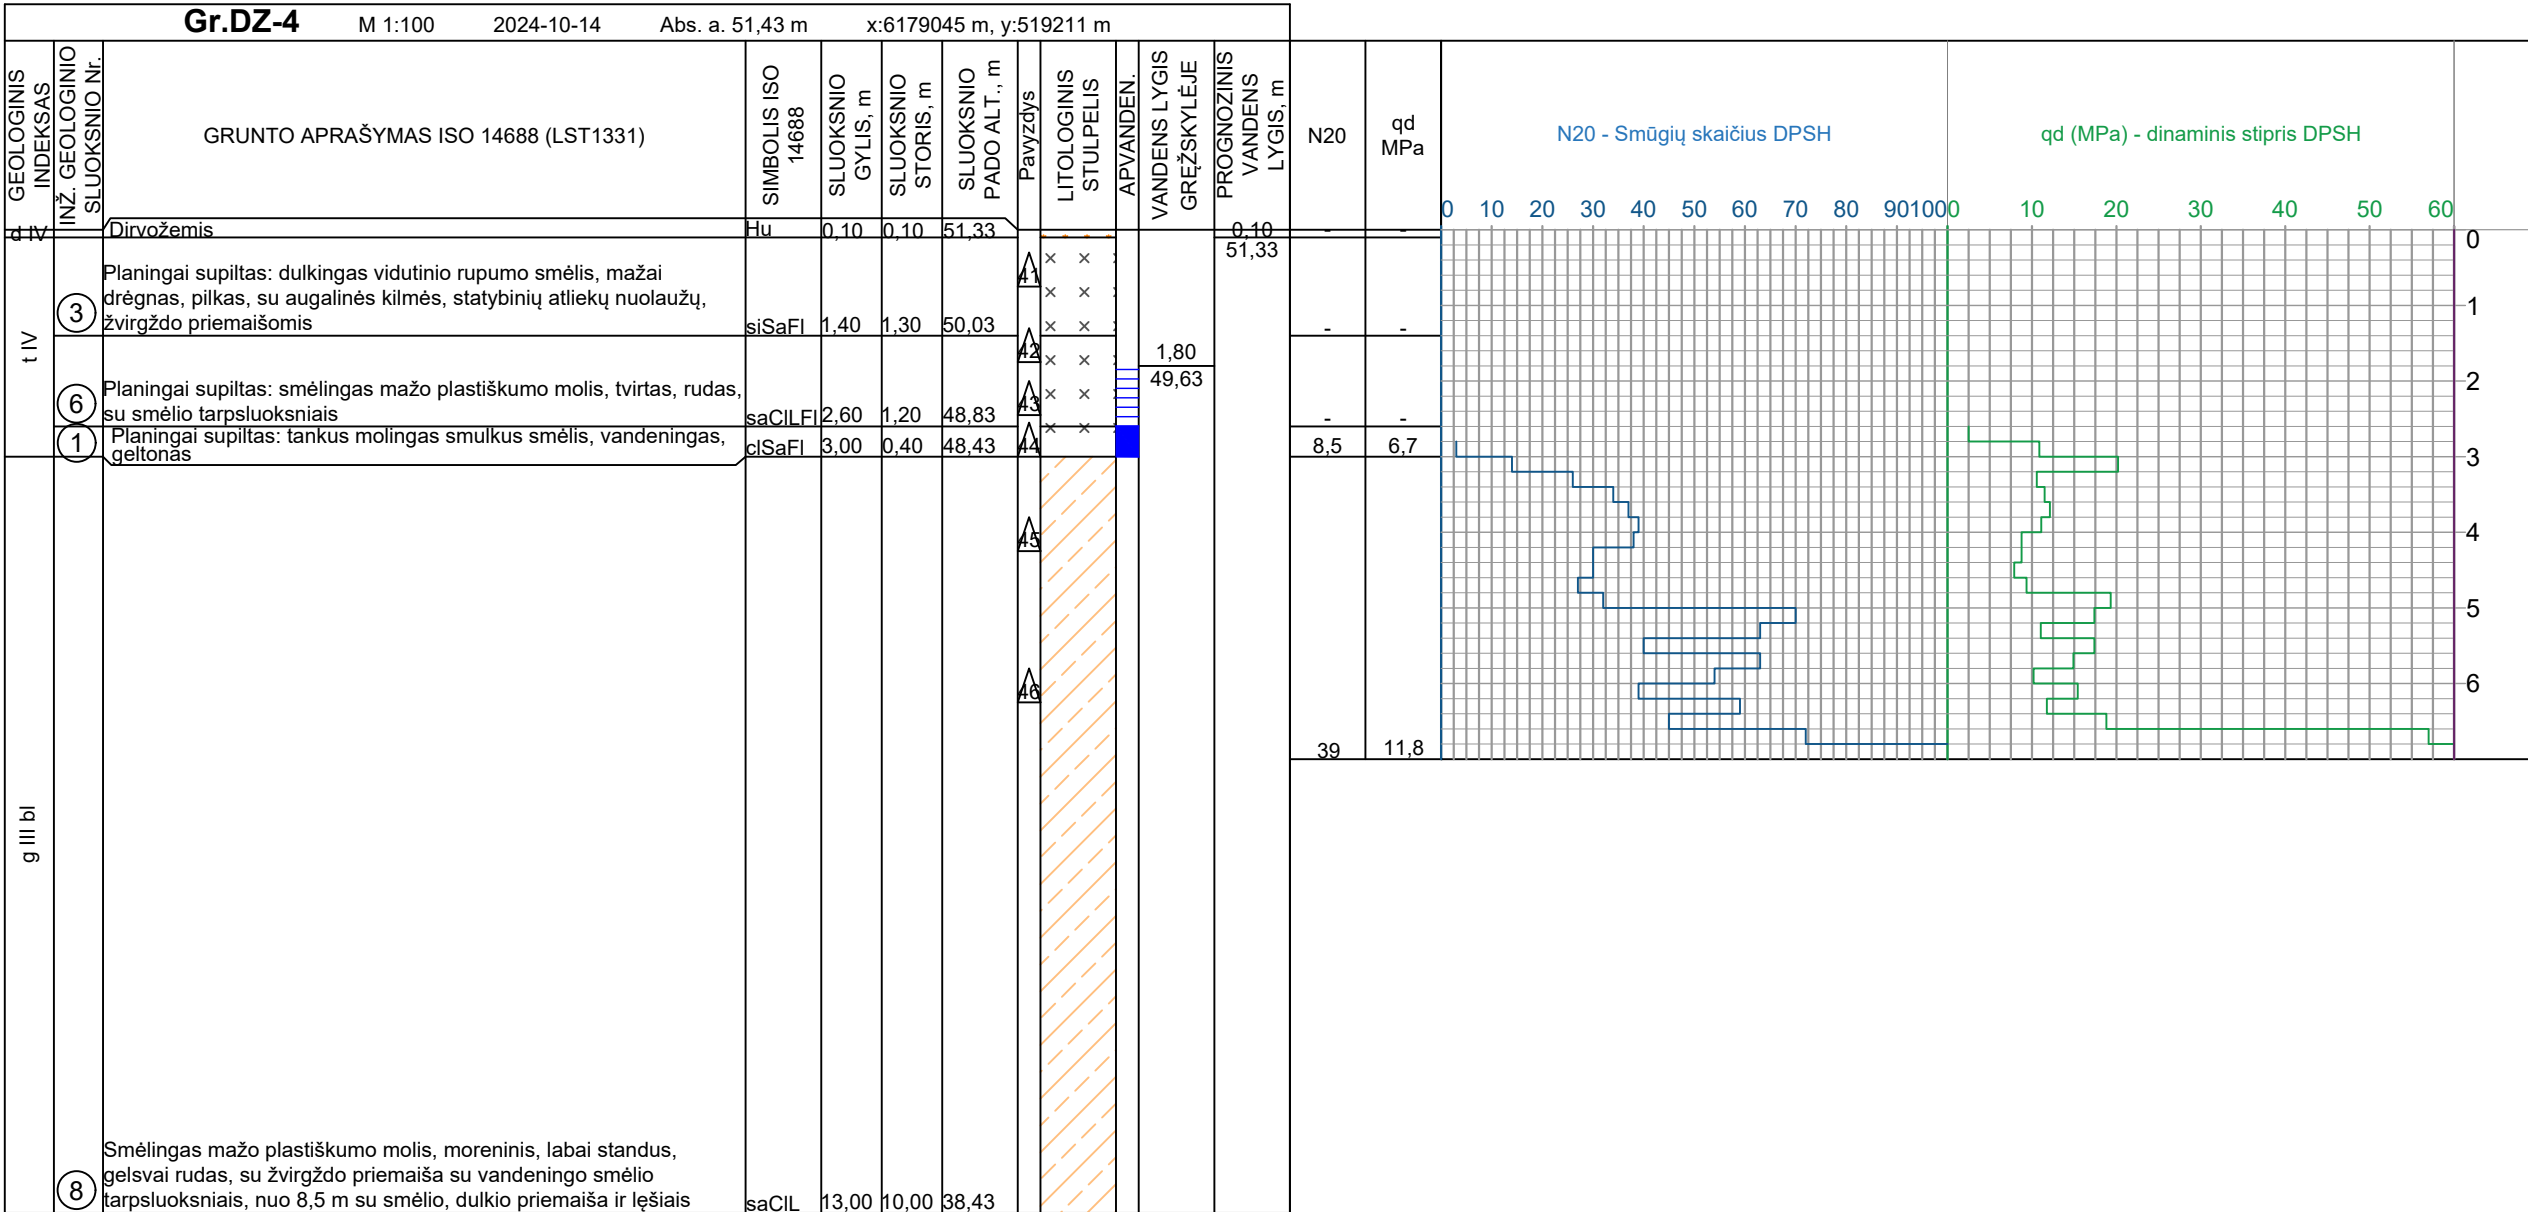 Gr.DZ-4 M 1:100 2024-10-14 Abs. a. 51,43 m x:6179045 m, y:519211 m
GEOLOGINIS
INDEKSAS
INŽ. GEOLOGINIO
SLUOKSNIO Nr.
GRUNTO APRAŠYMAS ISO 14688 (LST1331)
SIMBOLIS ISO
14688
SLUOKSNIO
GYLIS, m
SLUOKSNIO
STORIS, m
SLUOKSNIO
PADO ALT., m
Pavyzdys
LITOLOGINIS
STULPELIS
APVANDEN.
VANDENS LYGIS
GRĘŽSKYLĖJE
PROGNOZINIS
VANDENS
LYGIS, m
N20
qd
MPa
N20 - Smūgių skaičius DPSH
qd (MPa) - dinaminis stipris DPSH
0 10 20 30 40 50 60 70 80 90 100
0 10 20 30 40 50 60
d IV
Dirvožemis Hu 0,10 0,10 51,33 0,10 - -
51,33
0
t IV
3
Planingai supiltas: dulkingas vidutinio rupumo smėlis, mažai
drėgnas, pilkas, su augalinės kilmės, statybinių atliekų nuolaužų,
žvirgždo priemaišomis
siSaFl 1,40 1,30 50,03 - -
41
1
42
1,80
49,63
2
6
Planingai supiltas: smėlingas mažo plastiškumo molis, tvirtas, rudas,
su smėlio tarpsluoksniais
saClLFl 2,60 1,20 48,83 - -
43
1
Planingai supiltas: tankus molingas smulkus smėlis, vandeningas,
geltonas
clSaFl 3,00 0,40 48,43 44 8,5 6,7
3
45
4
5
46
6
39 11,8
g III bl
8
Smėlingas mažo plastiškumo molis, moreninis, labai standus,
gelsvai rudas, su žvirgždo priemaiša su vandeningo smėlio
tarpsluoksniais, nuo 8,5 m su smėlio, dulkio priemaiša ir lęšiais
saClL 13,00 10,00 38,43